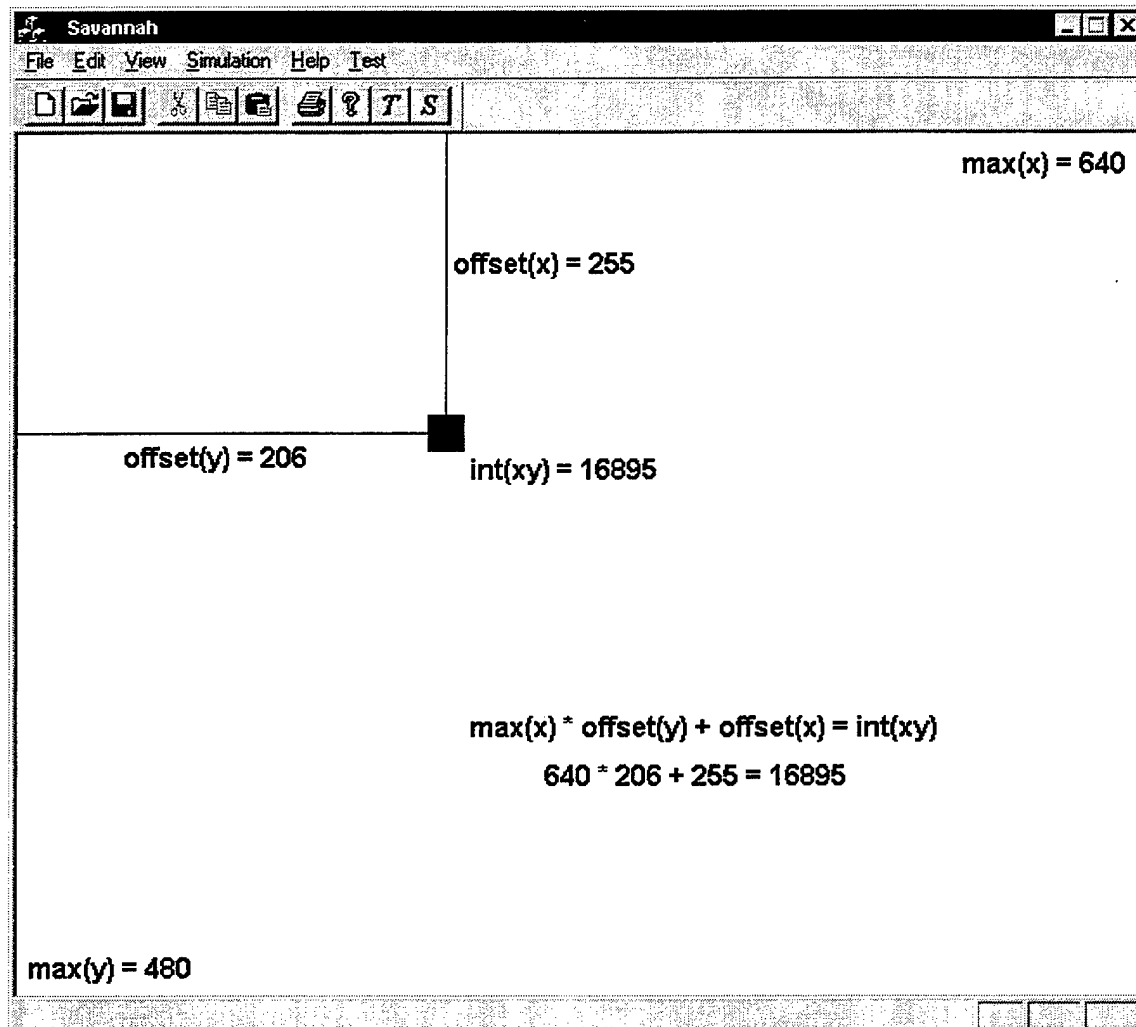 Savannah
File Edit View Simulation Help Test
T S
max(x) = 640
offset(x) = 255
offset(y) = 206
int(xy) = 16895
max(x) * offset(y) + offset(x) = int(xy)
640 * 206 + 255 = 16895
max(y) = 480